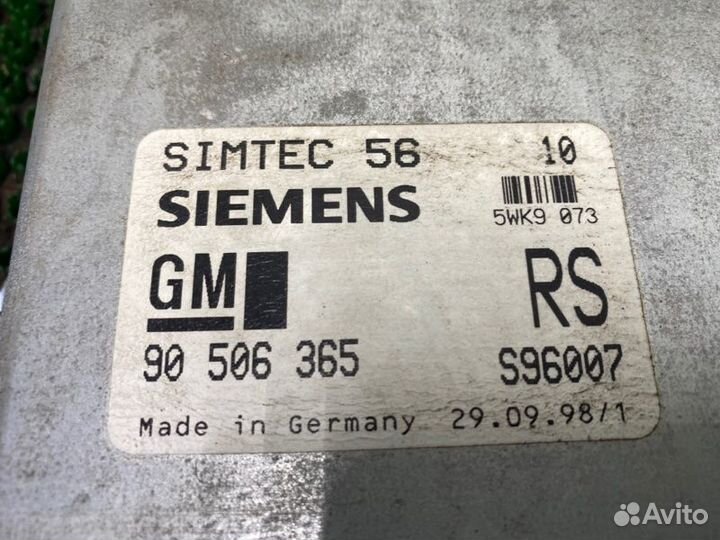 SIMTEC 56 10
SIEMENS 5WK9 073
GM RS
90 506 365 S96007
Made in Germany 29.09.98/1
Avito